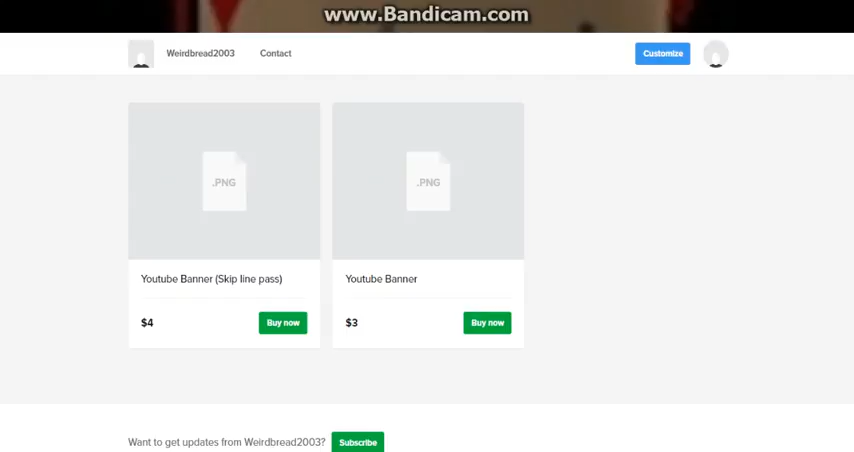 www.Bandicam.com
Weirdbread2003 Contact Customize
.PNG .PNG
Youtube Banner (Skip line pass) Youtube Banner
$4 Buy now $3 Buy now
Want to get updates from Weirdbread2003? Subscribe